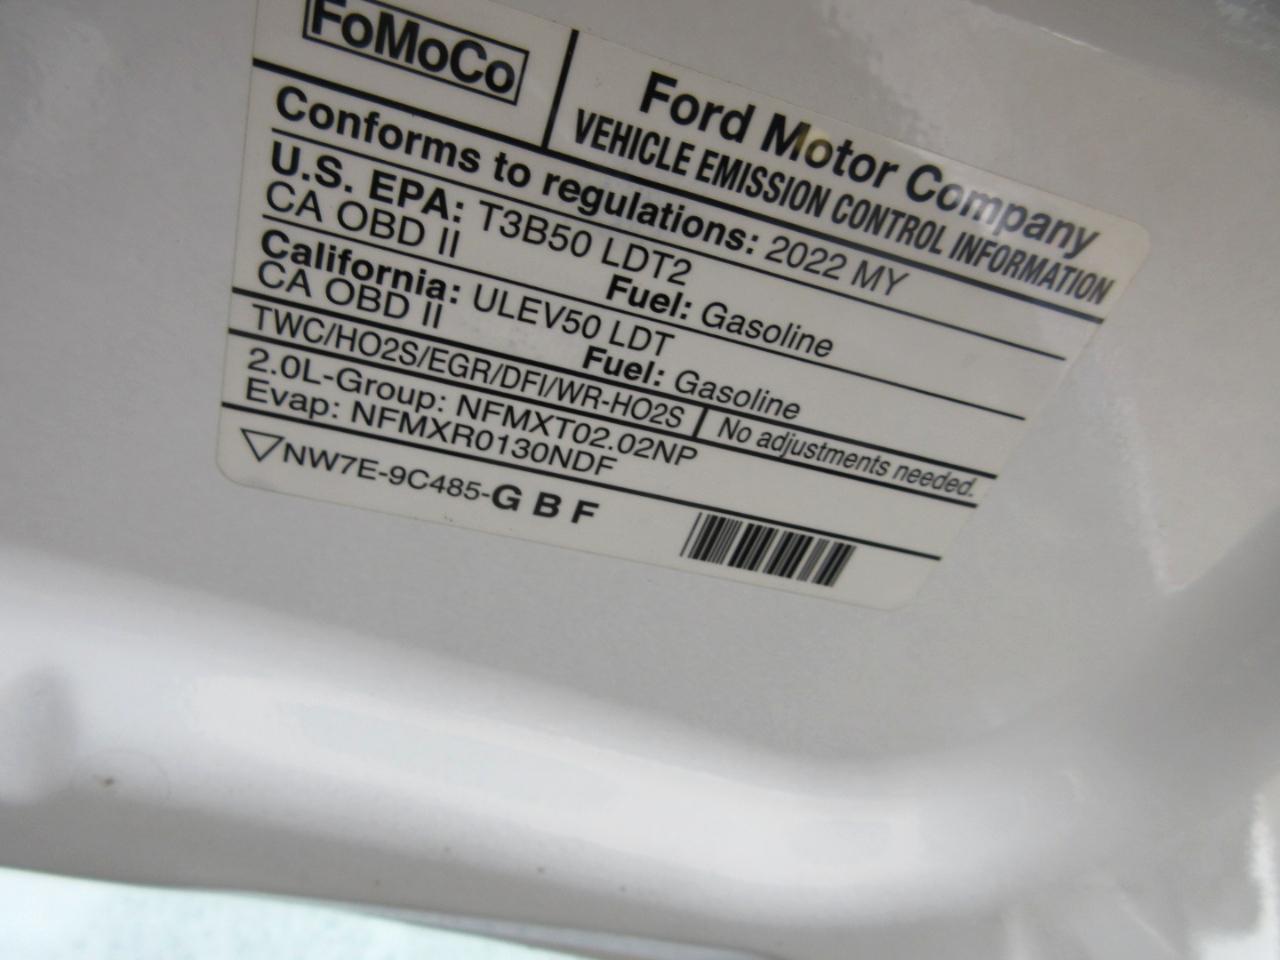 FoMoCo
Ford Motor Company
VEHICLE EMISSION CONTROL INFORMATION
Conforms to regulations: 2022 MY
U.S. EPA: T3B50 LDT2
CA OBD II Fuel: Gasoline
California: ULEV50 LDT
CA OBD II Fuel: Gasoline
TWC/HO2S/EGR/DFI/WR-HO2S No adjustments needed.
2.0L-Group: NFMXT02.02NP
Evap: NFMXR0130NDF
NW7E-9C485-G B F